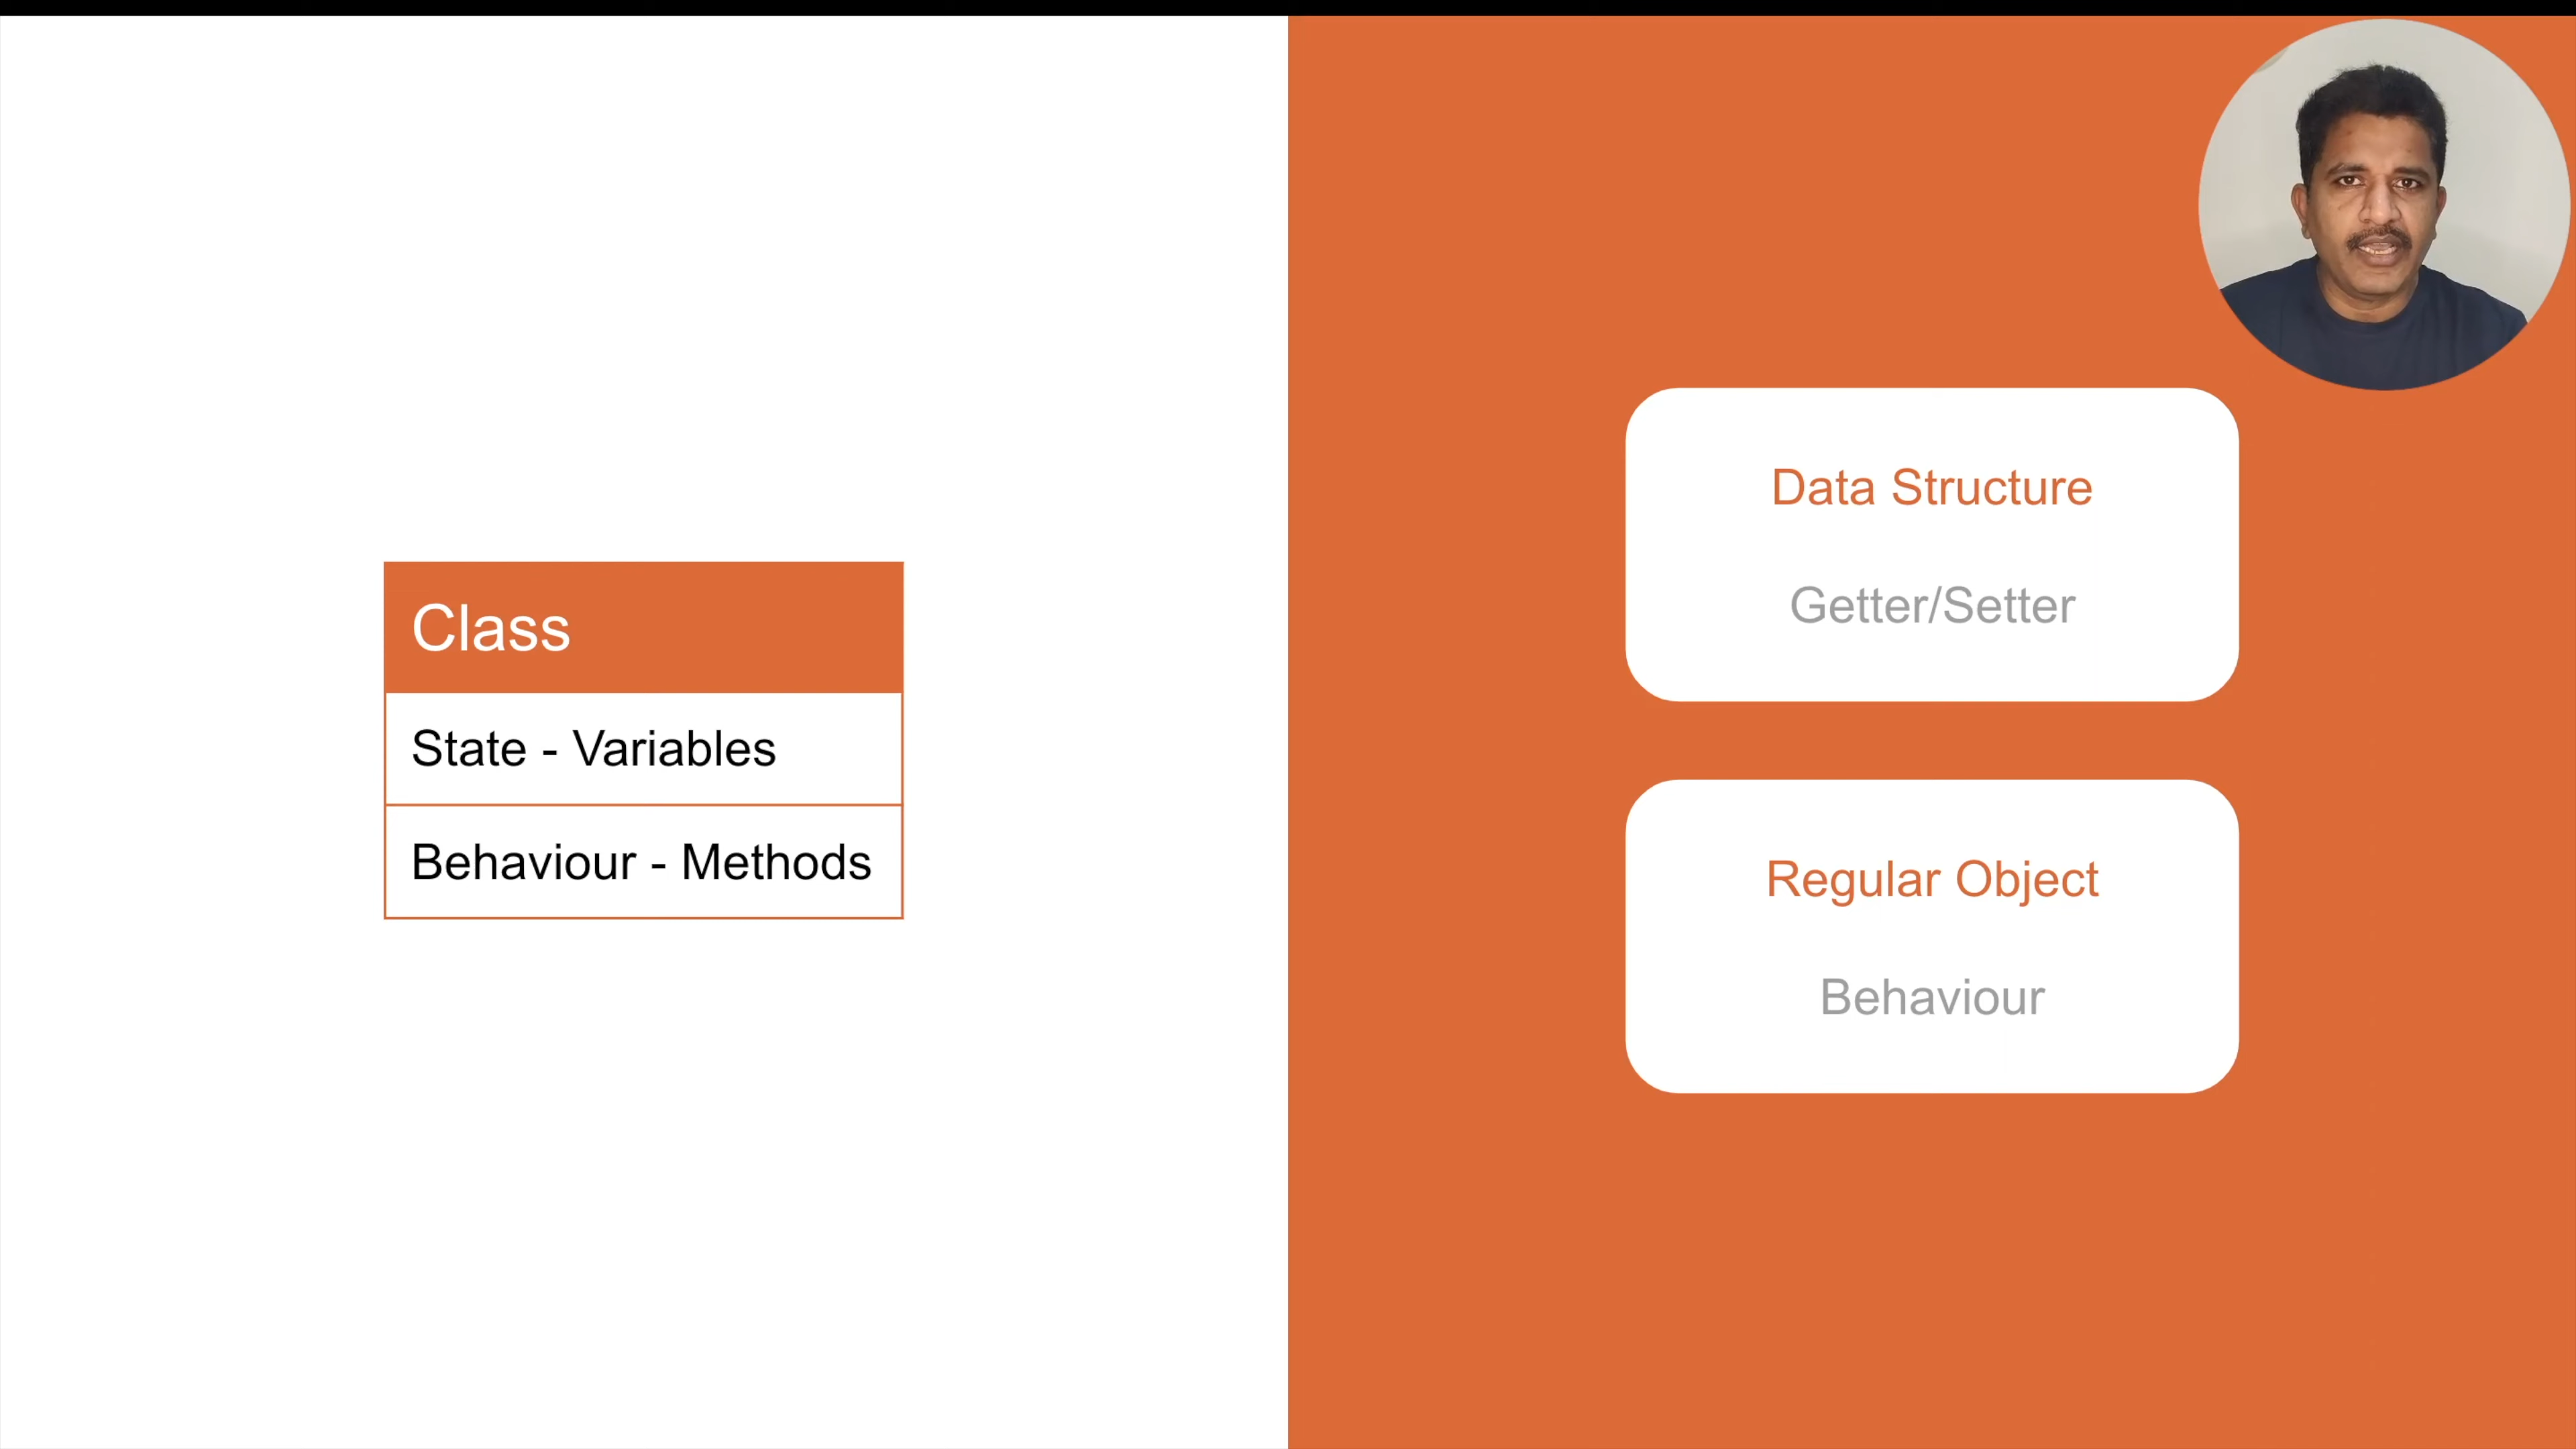 Class
State - Variables
Behaviour - Methods
Data Structure
Getter/Setter
Regular Object
Behaviour